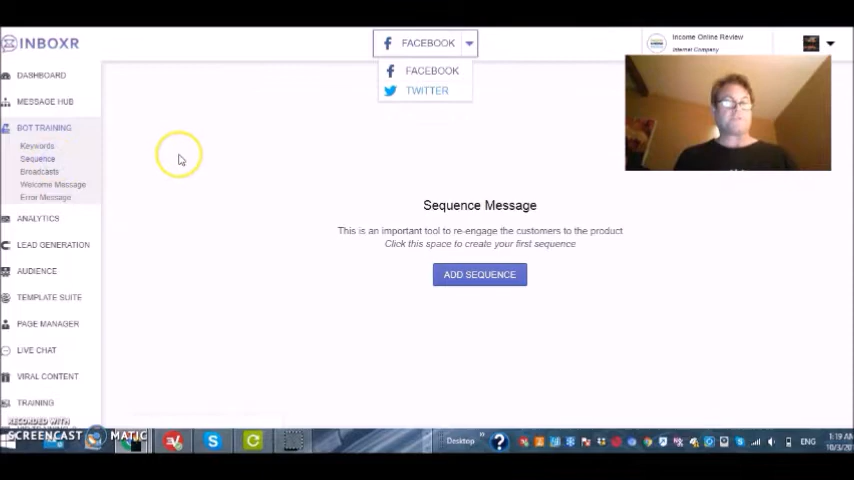 INBOXR
FACEBOOK
Income Online Review
Internet Company
FACEBOOK
TWITTER
DASHBOARD
MESSAGE HUB
BOT TRAINING
Keywords
Sequence
Broadcasts
Welcome Message
Error Message
ANALYTICS
LEAD GENERATION
AUDIENCE
TEMPLATE SUITE
PAGE MANAGER
LIVE CHAT
VIRAL CONTENT
TRAINING
Sequence Message
This is an important tool to re-engage the customers to the product
Click this space to create your first sequence
ADD SEQUENCE
RECORDED WITH
SCREENCAST MATIC
Desktop
ENG
1:19 AM